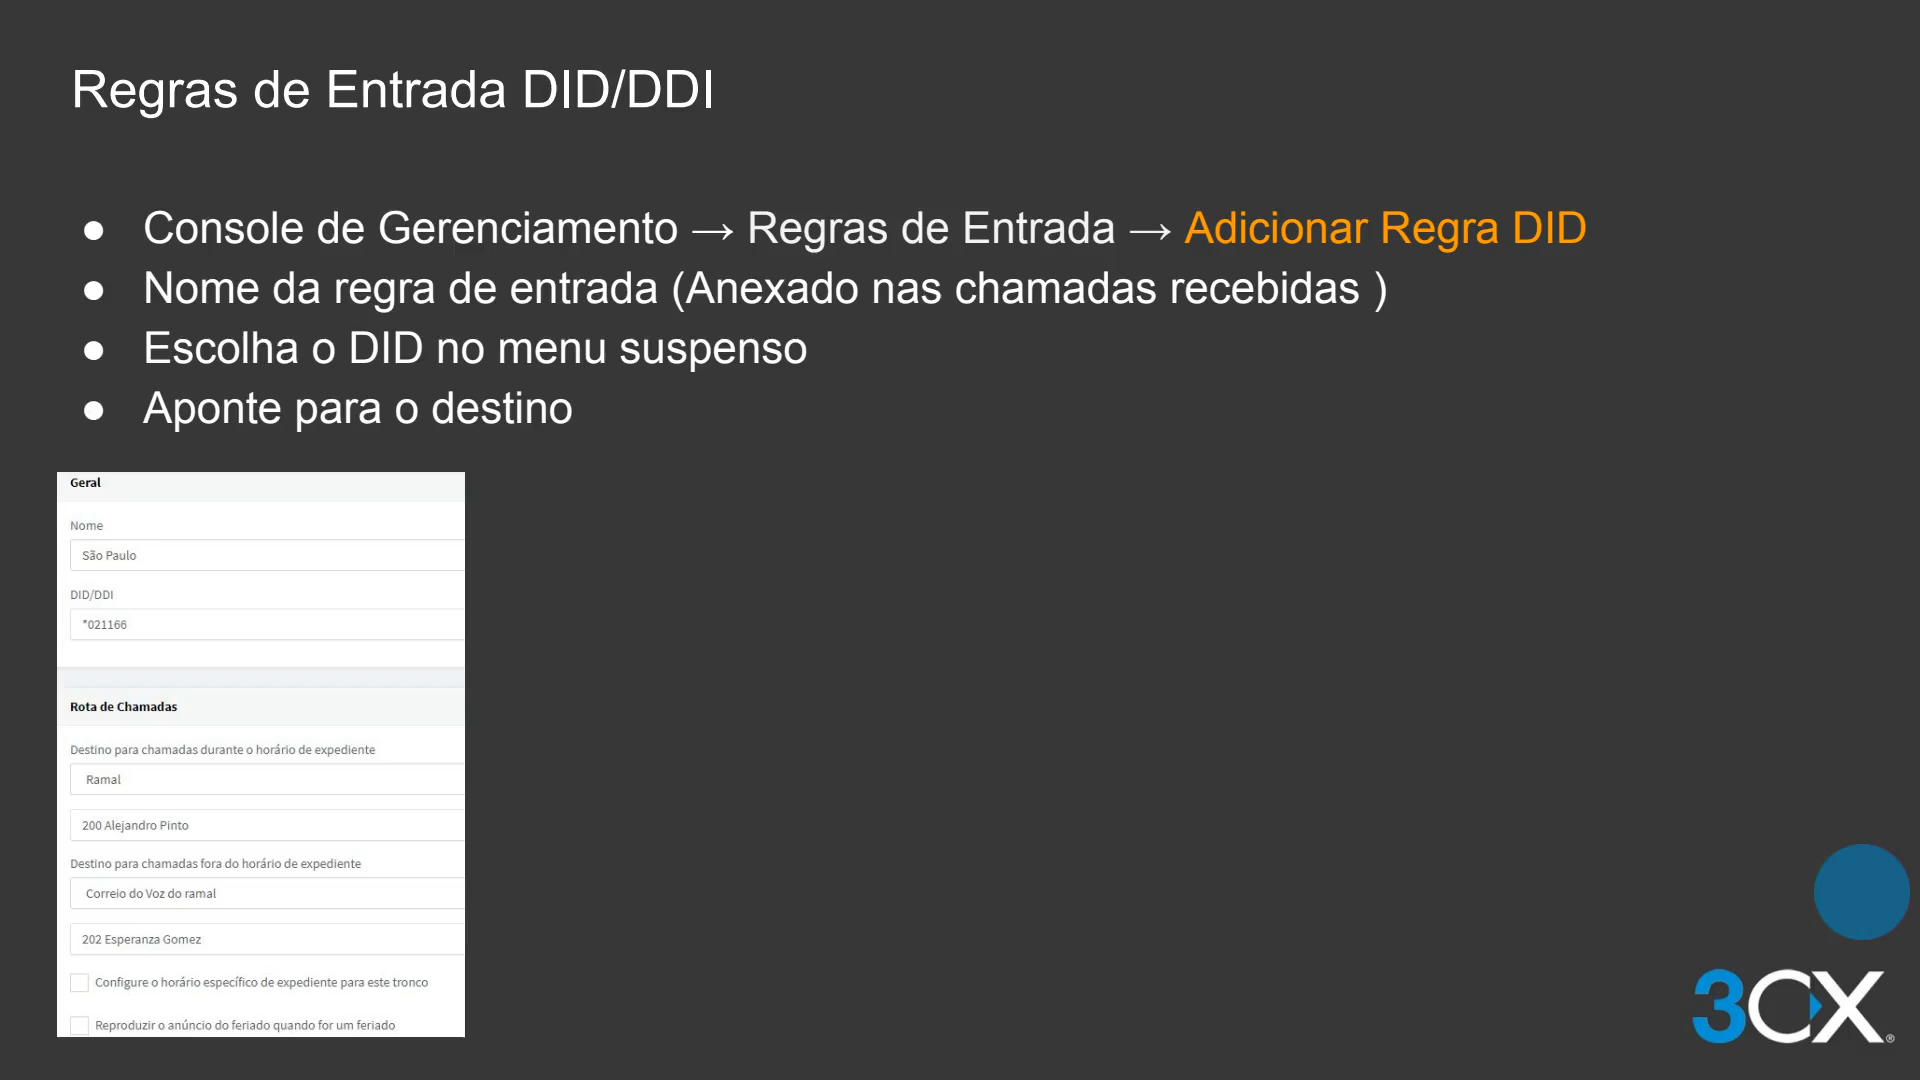 Regras de Entrada DID/DDI
● Console de Gerenciamento → Regras de Entrada → Adicionar Regra DID
● Nome da regra de entrada (Anexado nas chamadas recebidas )
● Escolha o DID no menu suspenso
● Aponte para o destino
Geral
Nome
São Paulo
DID/DDI
*021166
Rota de Chamadas
Destino para chamadas durante o horário de expediente
Ramal
200 Alejandro Pinto
Destino para chamadas fora do horário de expediente
Correio do Voz do ramal
202 Esperanza Gomez
Configure o horário específico de expediente para este tronco
Reproduzir o anúncio do feriado quando for um feriado
3CX®